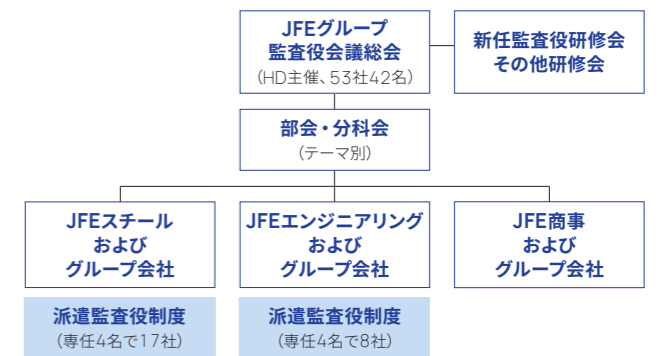 JFEグループ
監査役会議総会
（HD主催、53社42名）
新任監査役研修会
その他研修会
部会・分科会
（テーマ別）
JFEスチール
および
グループ会社
JFEエンジニアリング
および
グループ会社
JFE商事
および
グループ会社
派遣監査役制度
（専任4名で17社）
派遣監査役制度
（専任4名で8社）